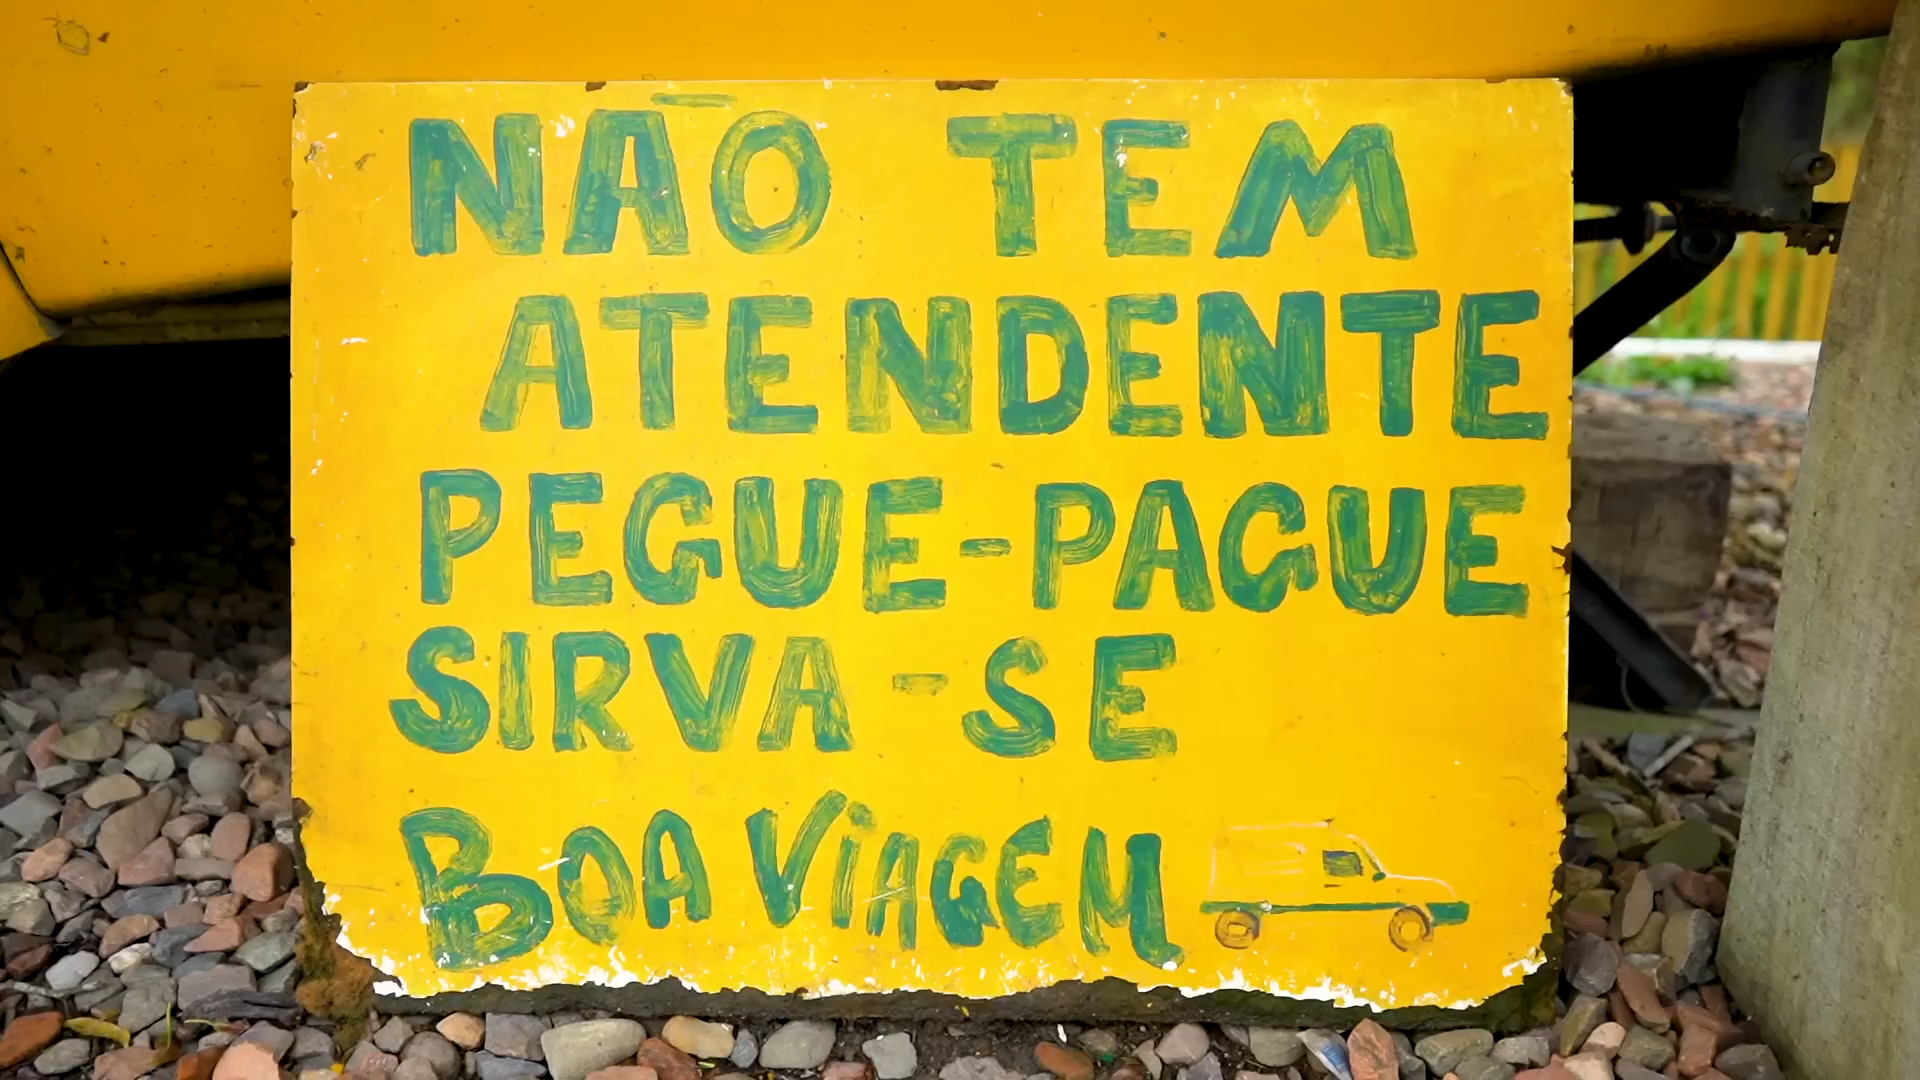 NÃO TEM
ATENDENTE
PEGUE-PAGUE
SIRVA-SE
BOA VIAGEM